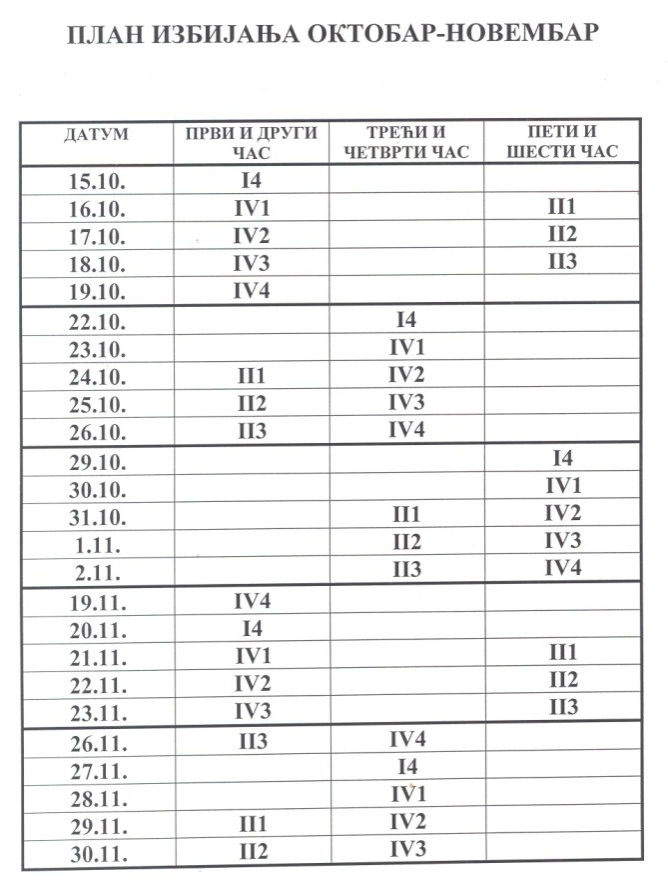 ПЛАН ИЗБИЈАЊА ОКТОБАР-НОВЕМБАР
ДАТУМ ПРВИ И ДРУГИ ЧАС ТРЕЋИ И ЧЕТВРТИ ЧАС ПЕТИ И ШЕСТИ ЧАС
15.10. I4
16.10. IV1 II1
17.10. IV2 II2
18.10. IV3 II3
19.10. IV4
22.10. I4
23.10. IV1
24.10. II1 IV2
25.10. II2 IV3
26.10. II3 IV4
29.10. I4
30.10. IV1
31.10. II1 IV2
1.11. II2 IV3
2.11. II3 IV4
19.11. IV4
20.11. I4
21.11. IV1 II1
22.11. IV2 II2
23.11. IV3 II3
26.11. II3 IV4
27.11. I4
28.11. IV1
29.11. II1 IV2
30.11. II2 IV3